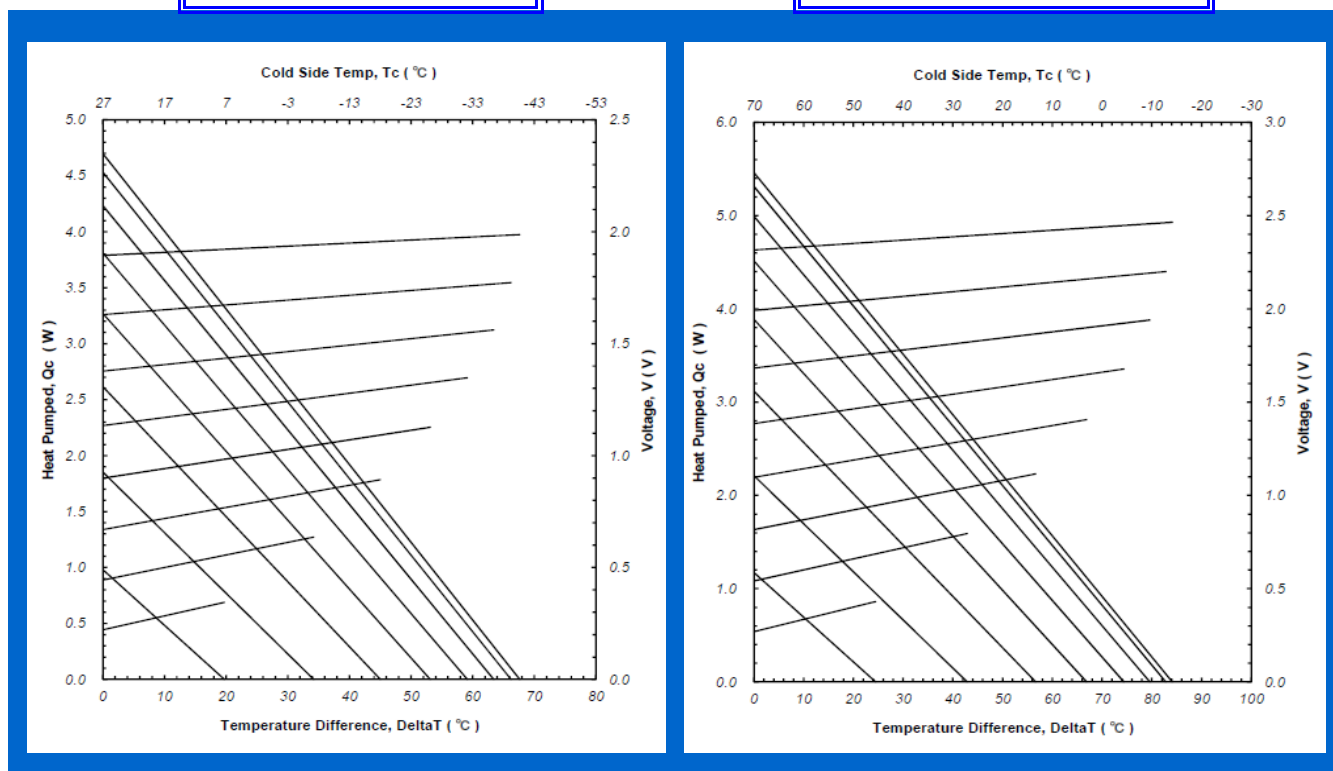 Cold Side Temp, Tc ( °C )
27 17 7 -3 -13 -23 -33 -43 -53
5.0 4.5 4.0 3.5 3.0 2.5 2.0 1.5 1.0 0.5 0.0
Heat Pumped, Qc ( W )
2.5 2.0 1.5 1.0 0.5 0.0
Voltage, V ( V )
0 10 20 30 40 50 60 70 80
Temperature Difference, DeltaT ( °C )
Cold Side Temp, Tc ( °C )
70 60 50 40 30 20 10 0 -10 -20 -30
6.0 5.0 4.0 3.0 2.0 1.0 0.0
Heat Pumped, Qc ( W )
3.0 2.5 2.0 1.5 1.0 0.5 0.0
Voltage, V ( V )
0 10 20 30 40 50 60 70 80 90 100
Temperature Difference, DeltaT ( °C )